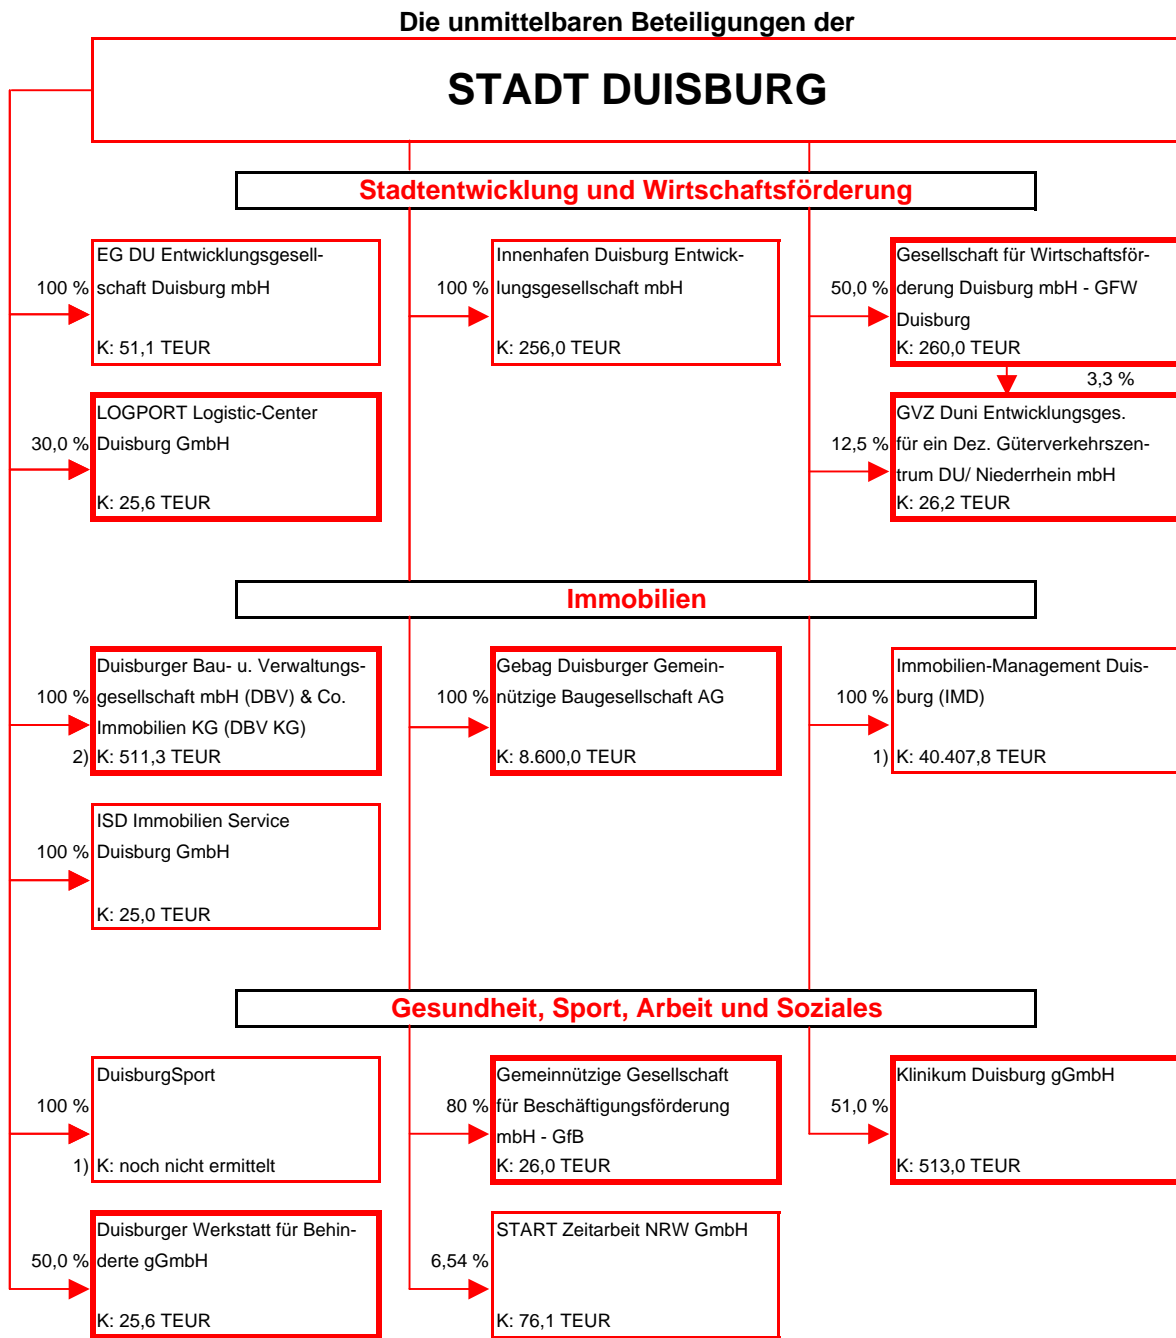 Die unmittelbaren Beteiligungen der
STADT DUISBURG
Stadtentwicklung und Wirtschaftsförderung
100 %
EG DU Entwicklungsgesell-
schaft Duisburg mbH
K: 51,1 TEUR
100 %
Innenhafen Duisburg Entwick-
lungsgesellschaft mbH
K: 256,0 TEUR
50,0 %
Gesellschaft für Wirtschaftsför-
derung Duisburg mbH - GFW
Duisburg
K: 260,0 TEUR
3,3 %
30,0 %
LOGPORT Logistic-Center
Duisburg GmbH
K: 25,6 TEUR
12,5 %
GVZ Duni Entwicklungsges.
für ein Dez. Güterverkehrszen-
trum DU/ Niederrhein mbH
K: 26,2 TEUR
Immobilien
100 %
Duisburger Bau- u. Verwaltungs-
gesellschaft mbH (DBV) & Co.
Immobilien KG (DBV KG)
2) K: 511,3 TEUR
100 %
Gebag Duisburger Gemein-
nützige Baugesellschaft AG
K: 8.600,0 TEUR
100 %
Immobilien-Management Duis-
burg (IMD)
1) K: 40.407,8 TEUR
100 %
ISD Immobilien Service
Duisburg GmbH
K: 25,0 TEUR
Gesundheit, Sport, Arbeit und Soziales
100 %
DuisburgSport
1) K: noch nicht ermittelt
80 %
Gemeinnützige Gesellschaft
für Beschäftigungsförderung
mbH - GfB
K: 26,0 TEUR
51,0 %
Klinikum Duisburg gGmbH
K: 513,0 TEUR
50,0 %
Duisburger Werkstatt für Behin-
derte gGmbH
K: 25,6 TEUR
6,54 %
START Zeitarbeit NRW GmbH
K: 76,1 TEUR